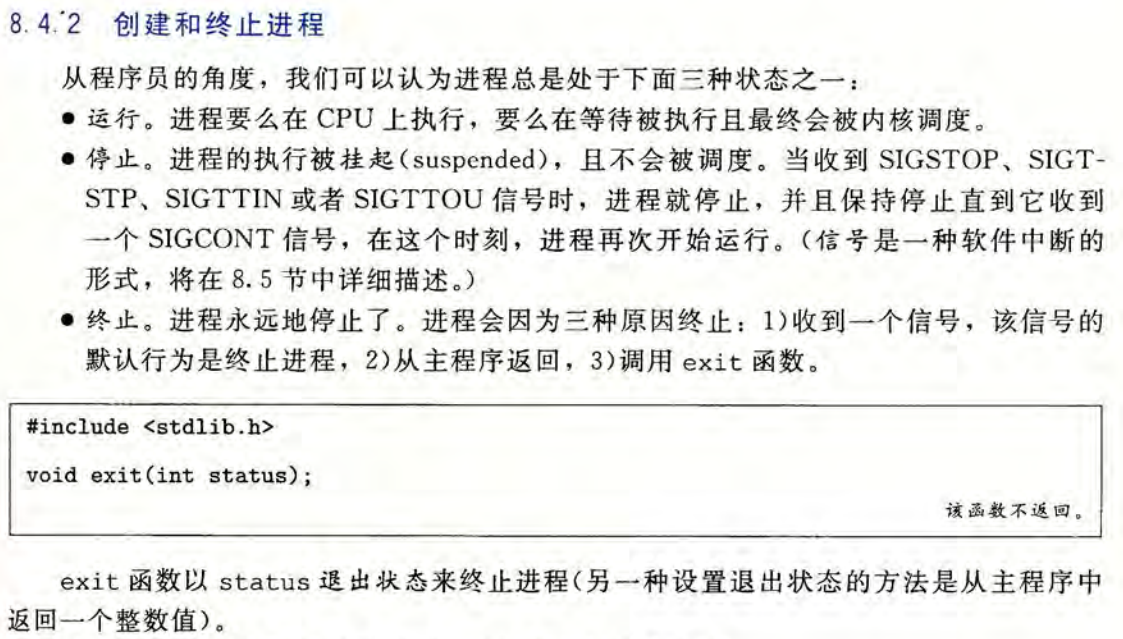 8.4.2 创建和终止进程
从程序员的角度，我们可以认为进程总是处于下面三种状态之一：
● 运行。进程要么在 CPU 上执行，要么在等待被执行且最终会被内核调度。
● 停止。进程的执行被挂起(suspended)，且不会被调度。当收到 SIGSTOP、SIGT-
STP、SIGTTIN 或者 SIGTTOU 信号时，进程就停止，并且保持停止直到它收到
一个 SIGCONT 信号，在这个时刻，进程再次开始运行。(信号是一种软件中断的
形式，将在 8.5 节中详细描述。)
● 终止。进程永远地停止了。进程会因为三种原因终止：1)收到一个信号，该信号的
默认行为是终止进程，2)从主程序返回，3)调用 exit 函数。
#include <stdlib.h>
void exit(int status);
该函数不返回。
exit 函数以 status 退出状态来终止进程(另一种设置退出状态的方法是从主程序中
返回一个整数值)。